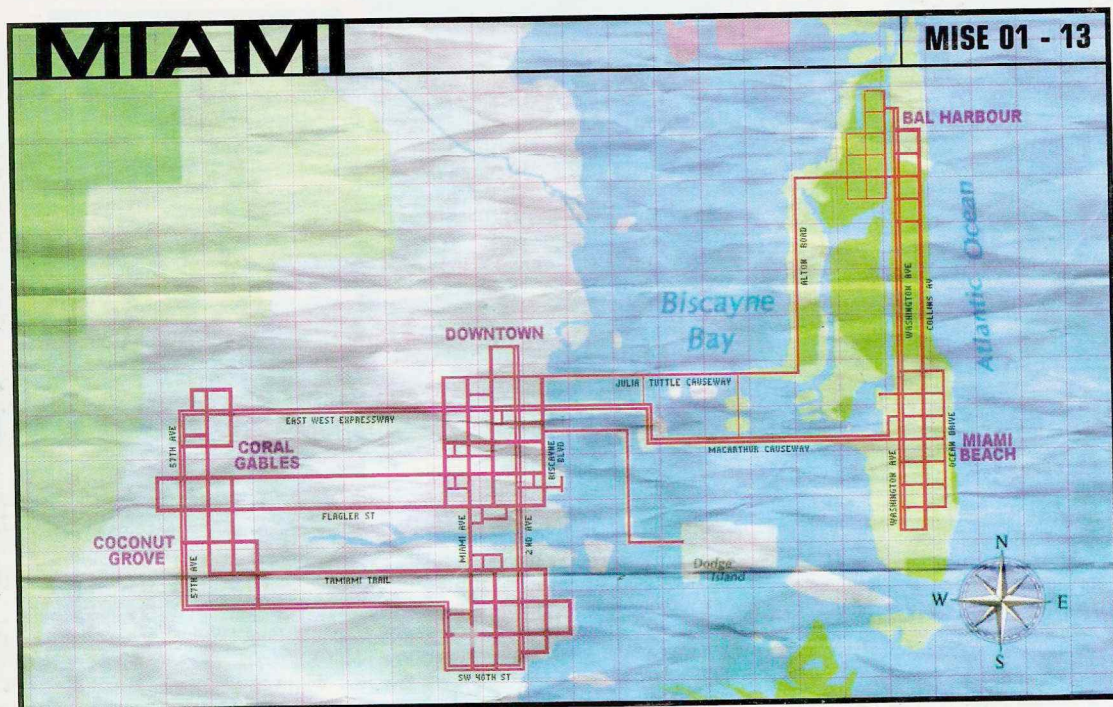 MIAMI
MISE 01 - 13
BAL HARBOUR
Atlantic Ocean
ALTON ROAD
WASHINGTON AVE
COLLINS AV
Biscayne
Bay
DOWNTOWN
JULIA TUTTLE CAUSEWAY
EAST WEST EXPRESSWAY
57TH AVE
CORAL
GABLES
BISCAYNE
BLVD
MACARTHUR CAUSEWAY
OCEAN DRIVE
MIAMI
BEACH
WASHINGTON AVE
FLAGLER ST
COCONUT
GROVE
MIAMI AVE
2 ND AVE
57TH AVE
TAMIAMI TRAIL
Dodge
Island
SW 40TH ST
N
W
E
S